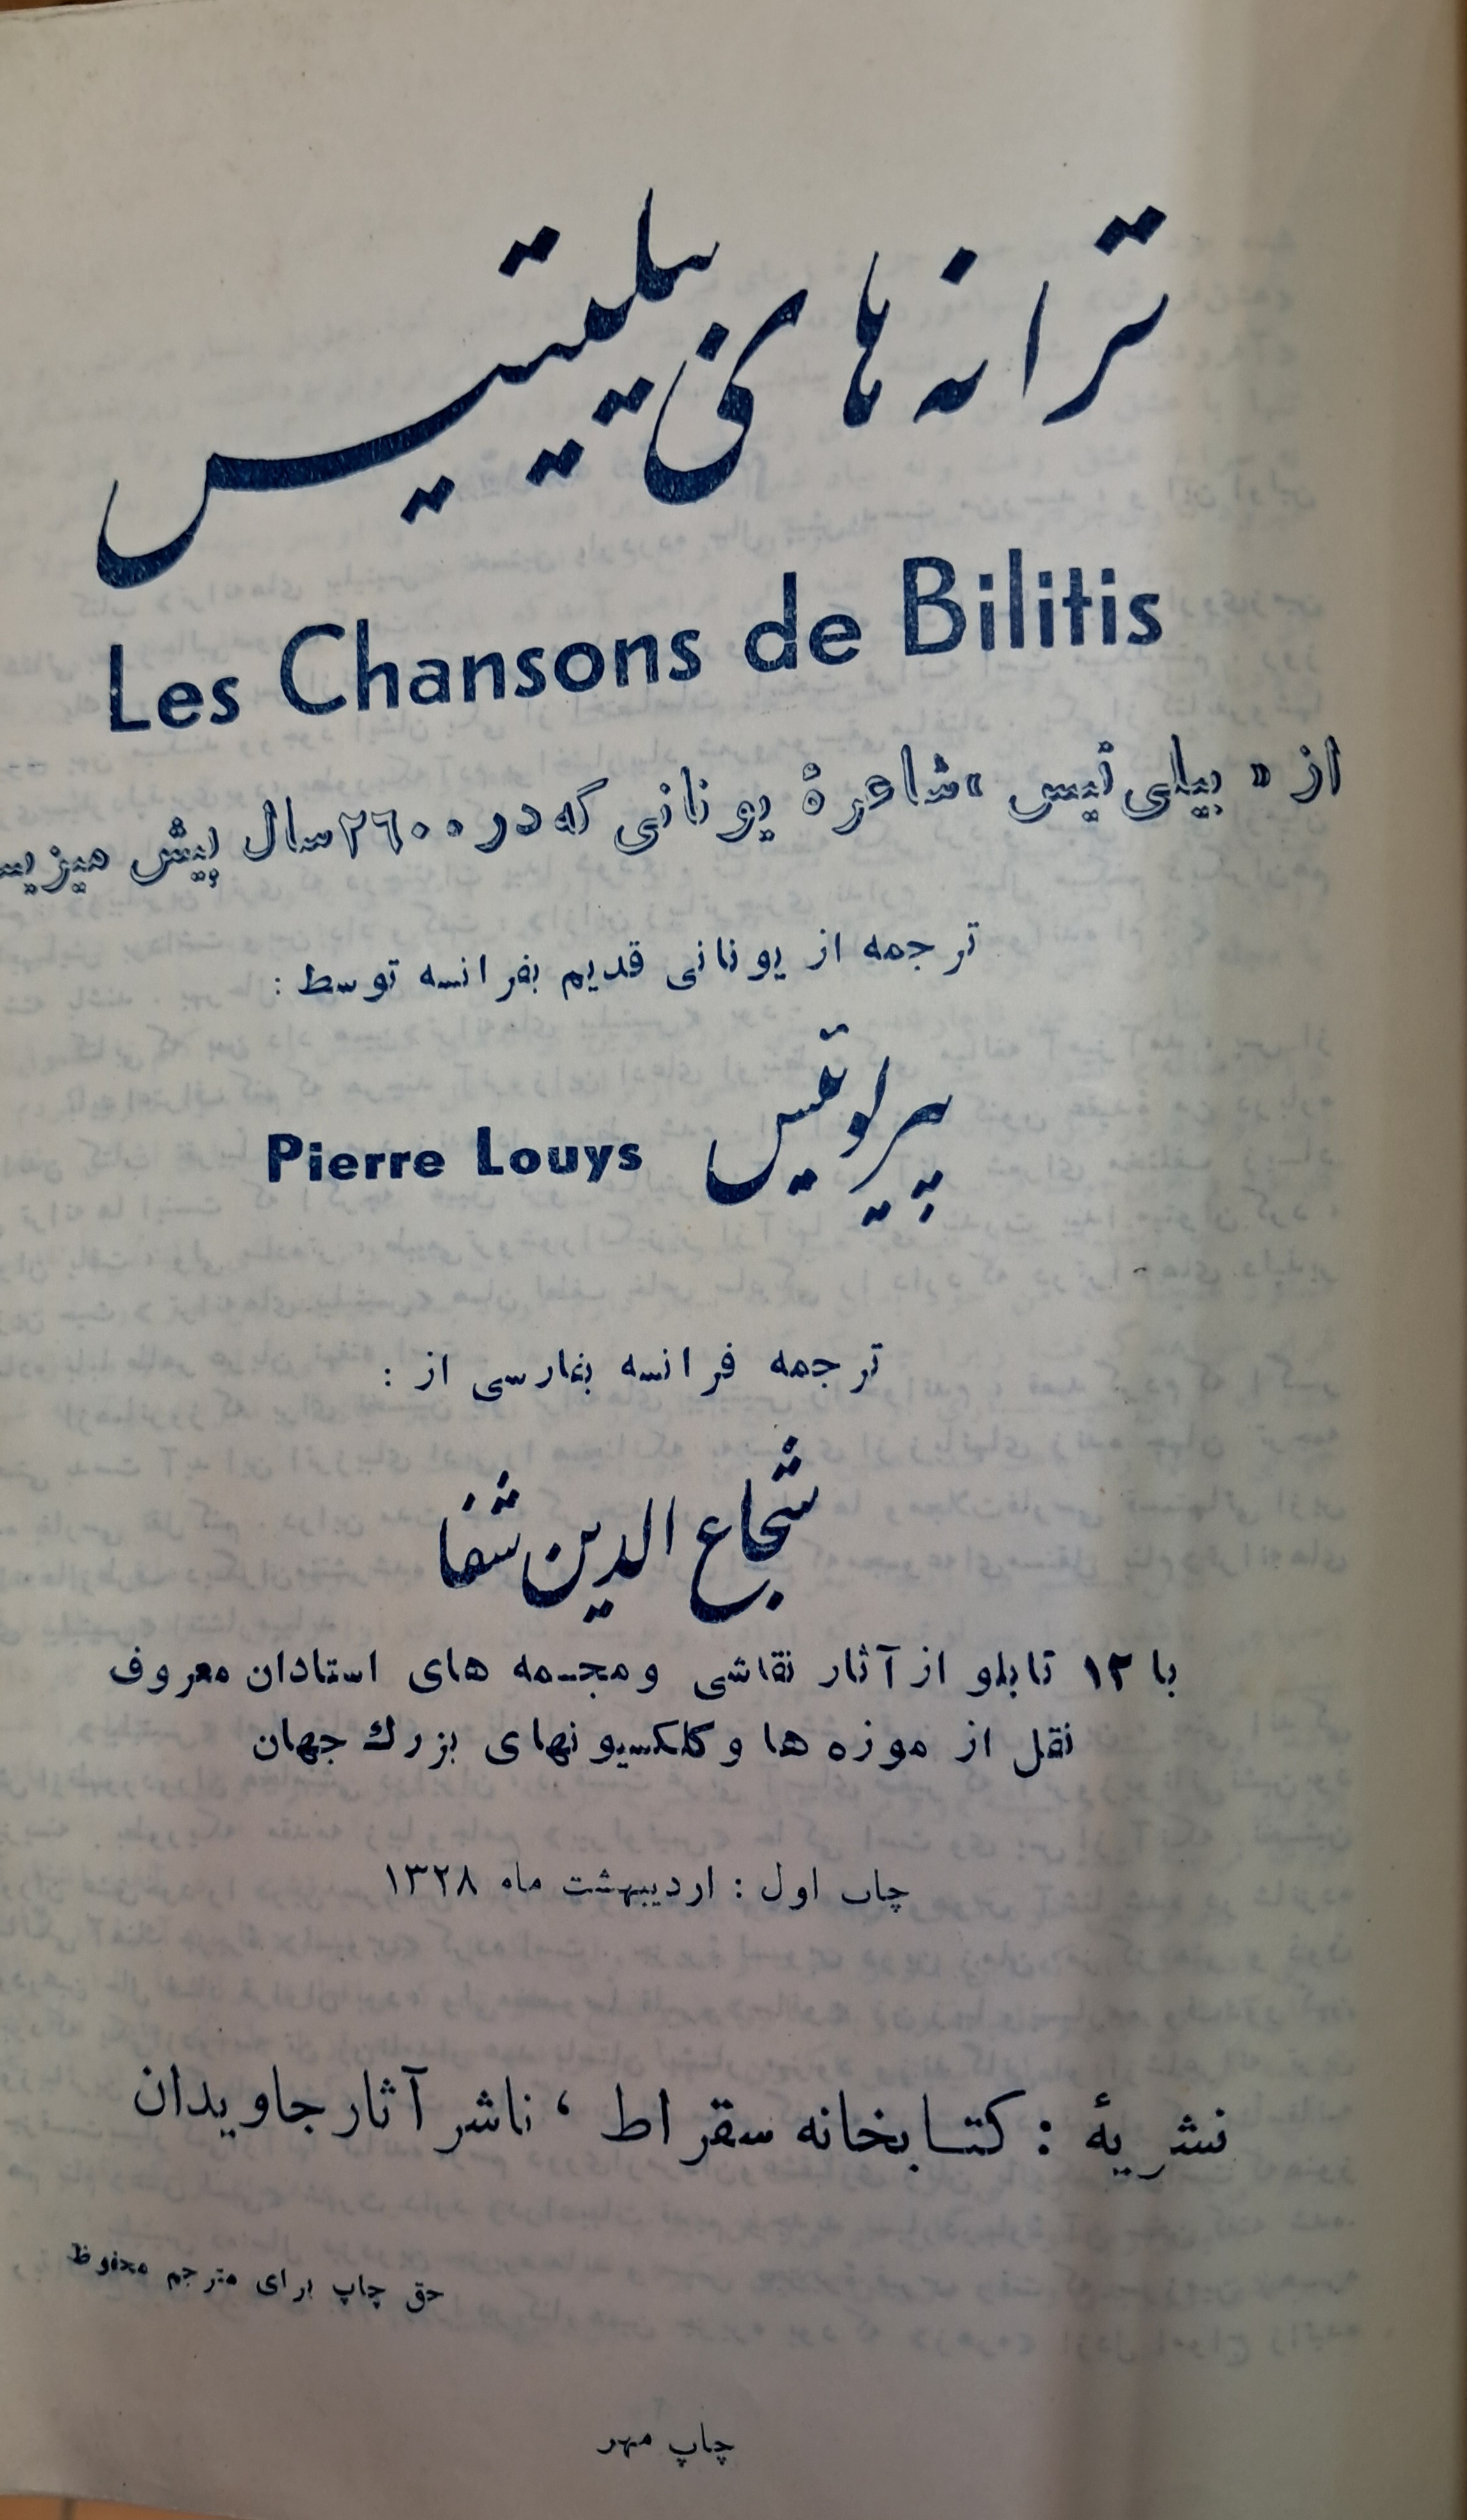 ترانه های بیلیتیس
Les Chansons de Bilitis
از « بیلی تیس » شاعرهٔ یونانی که در ۲۶۰۰ سال پیش
ترجمه از یونانی قدیم بفرانسه توسط :
پیر لوئیس Pierre Louys
ترجمه فرانسه بفارسی از :
شجاع الدین شفا
با ۱۲ تابلو از آثار نقاشی ومجسمه های استادان معروف
نقل از موزه ها و کلکسیونهای بزرك جهان
چاپ اول : اردیبهشت ماه ۱۳۲۸
نشریهٔ : کتابخانه سقراط ، ناشر آثار جاویدان
حق چاپ برای مترجم محفوظ
چاپ مهر